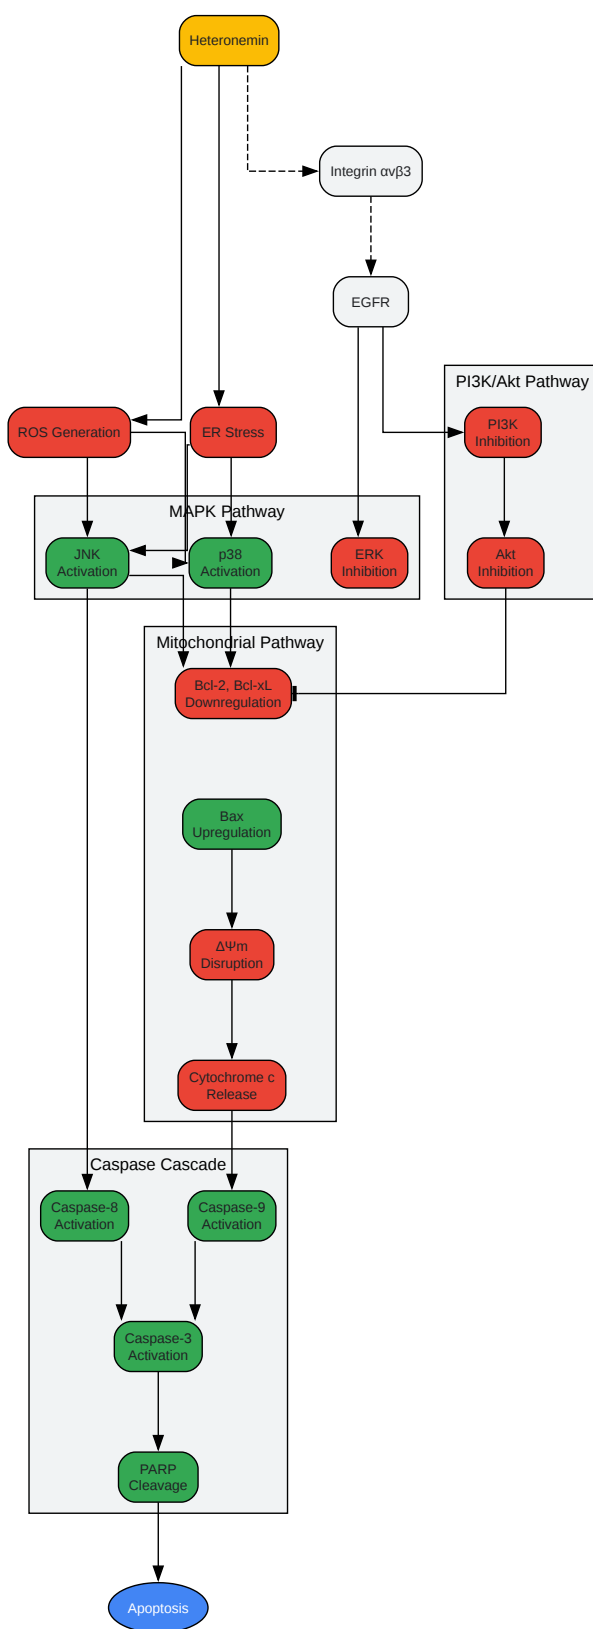 Heteronemin
Integrin αvβ3
EGFR
PI3K/Akt Pathway
ROS Generation
ER Stress
PI3K
Inhibition
MAPK Pathway
JNK
Activation
p38
Activation
ERK
Inhibition
Akt
Inhibition
Mitochondrial Pathway
Bcl-2, Bcl-xL
Downregulation
Bax
Upregulation
ΔΨm
Disruption
Cytochrome c
Release
Caspase Cascade
Caspase-8
Activation
Caspase-9
Activation
Caspase-3
Activation
PARP
Cleavage
Apoptosis